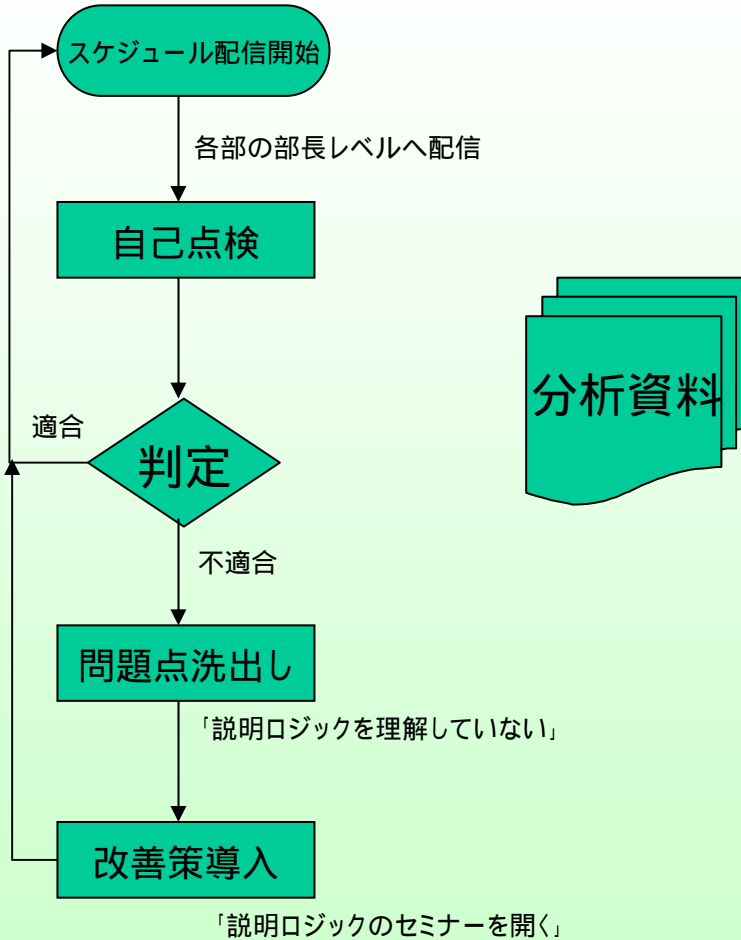 スケジュール配信開始
各部の部長レベルへ配信
自己点検
分析資料
適合
判定
不適合
問題点洗出し
「説明ロジックを理解していない」
改善策導入
「説明ロジックのセミナーを開く」